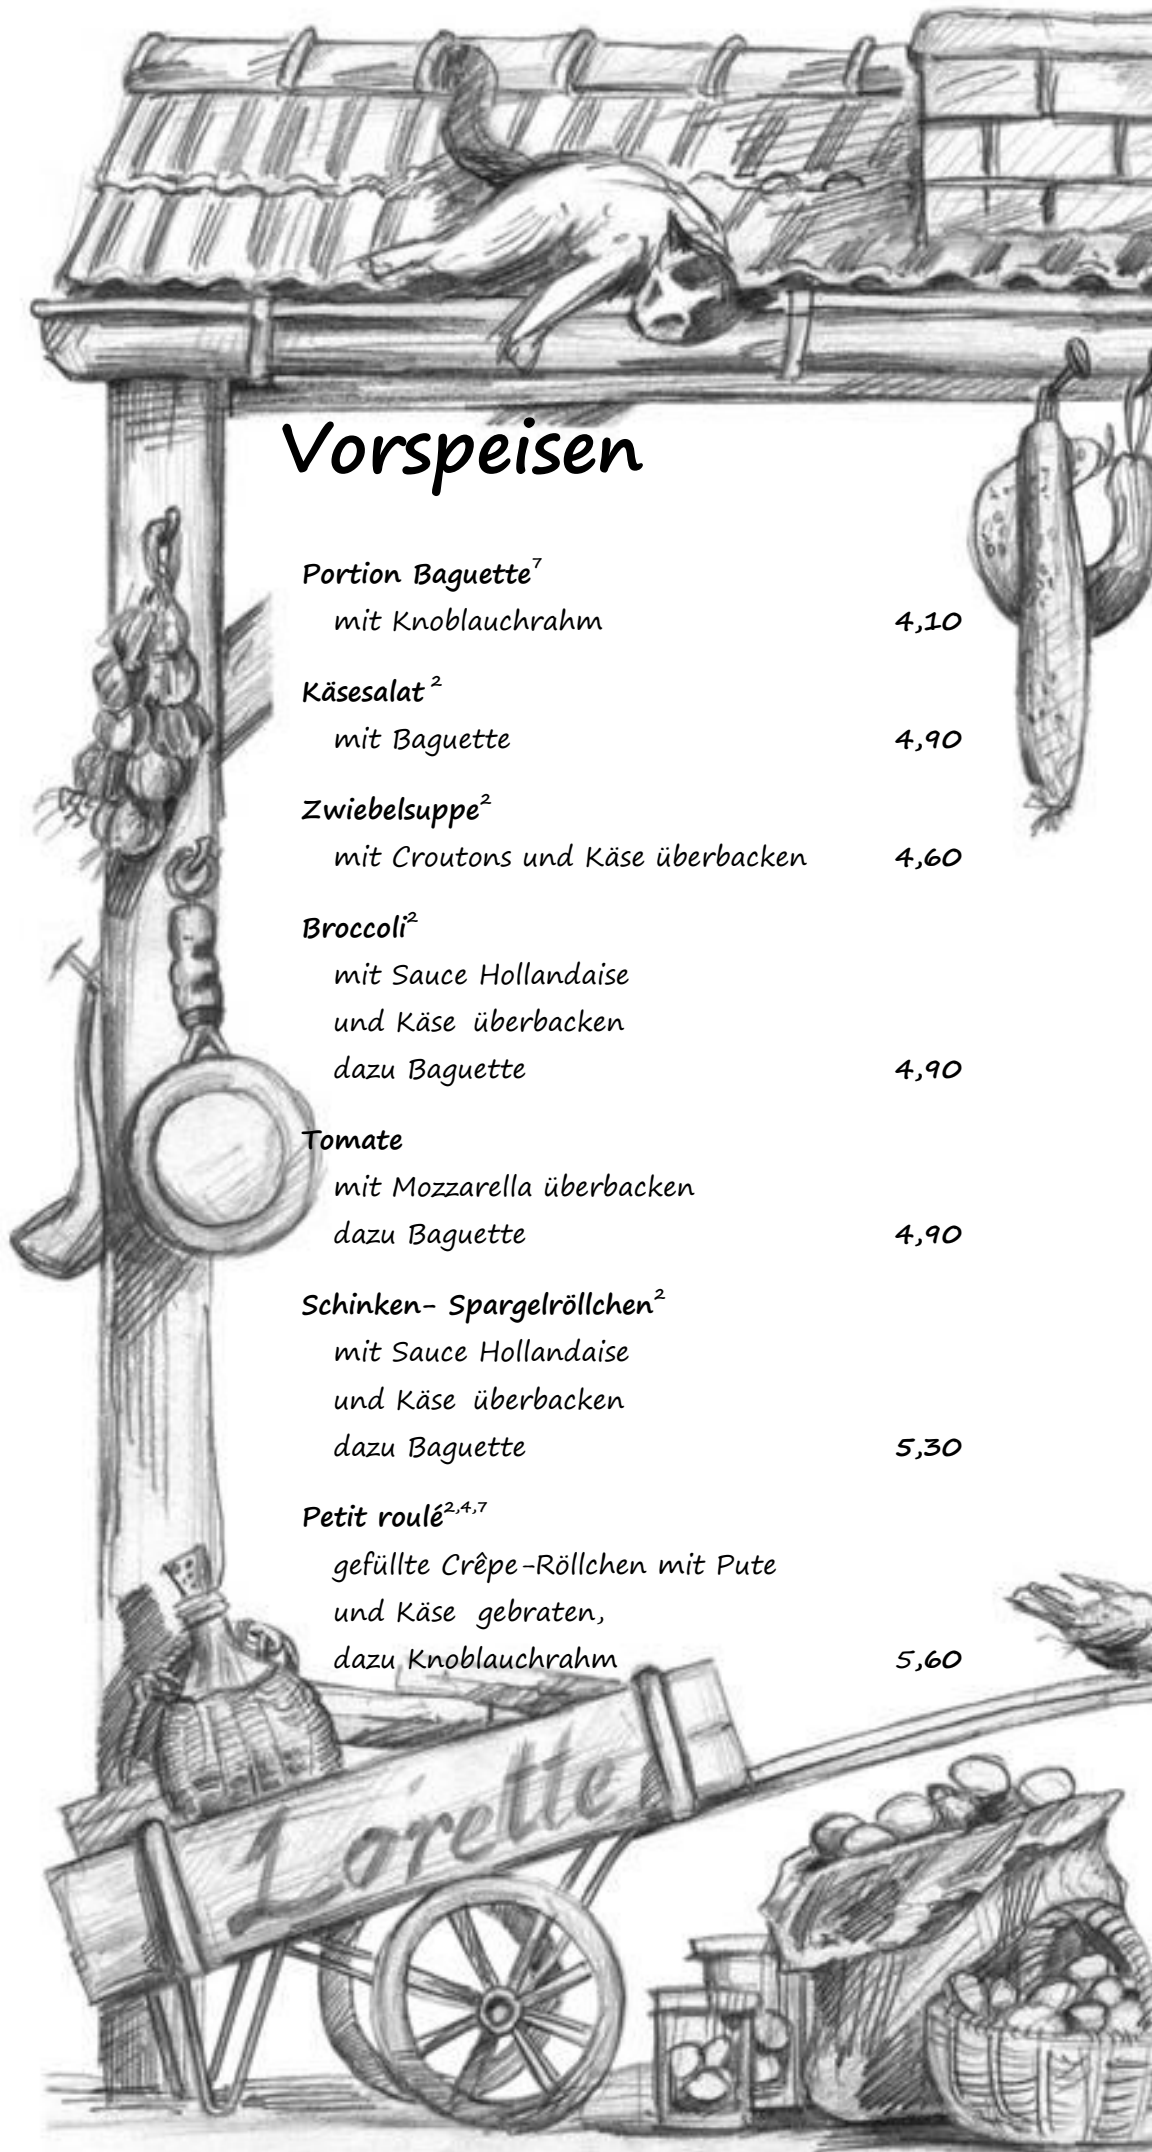 Vorspeisen
Portion Baguette⁷
mit Knoblauchrahm 4,10
Käsesalat ²
mit Baguette 4,90
Zwiebelsuppe²
mit Croutons und Käse überbacken 4,60
Broccoli²
mit Sauce Hollandaise
und Käse überbacken
dazu Baguette 4,90
Tomate
mit Mozzarella überbacken
dazu Baguette 4,90
Schinken- Spargelröllchen²
mit Sauce Hollandaise
und Käse überbacken
dazu Baguette 5,30
Petit roulé²,⁴,⁷
gefüllte Crêpe-Röllchen mit Pute
und Käse gebraten,
dazu Knoblauchrahm 5,60
Lorette